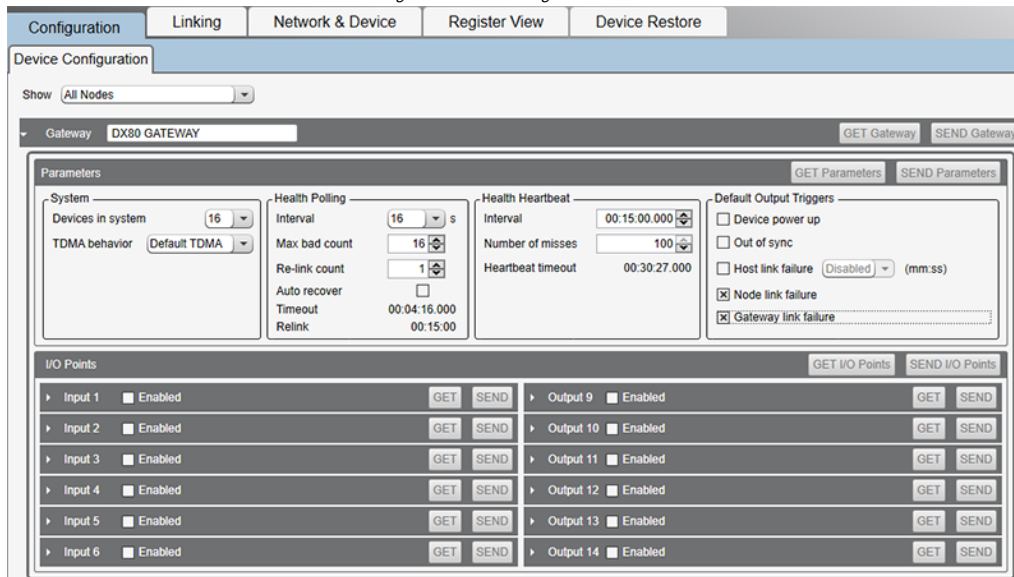 Configuration Linking Network & Device Register View Device Restore
Device Configuration
Show All Nodes
Gateway DX80 GATEWAY GET Gateway SEND Gateway
Parameters GET Parameters SEND Parameters
System
Devices in system 16
TDMA behavior Default TDMA
Health Polling
Interval 16 s
Max bad count 16
Re-link count 1
Auto recover
Timeout 00:04:16.000
Relink 00:15:00
Health Heartbeat
Interval 00:15:00.000
Number of misses 100
Heartbeat timeout 00:30:27.000
Default Output Triggers
Device power up
Out of sync
Host link failure Disabled (mm:ss)
Node link failure
Gateway link failure
I/O Points GET I/O Points SEND I/O Points
Input 1 Enabled GET SEND Output 9 Enabled GET SEND
Input 2 Enabled GET SEND Output 10 Enabled GET SEND
Input 3 Enabled GET SEND Output 11 Enabled GET SEND
Input 4 Enabled GET SEND Output 12 Enabled GET SEND
Input 5 Enabled GET SEND Output 13 Enabled GET SEND
Input 6 Enabled GET SEND Output 14 Enabled GET SEND